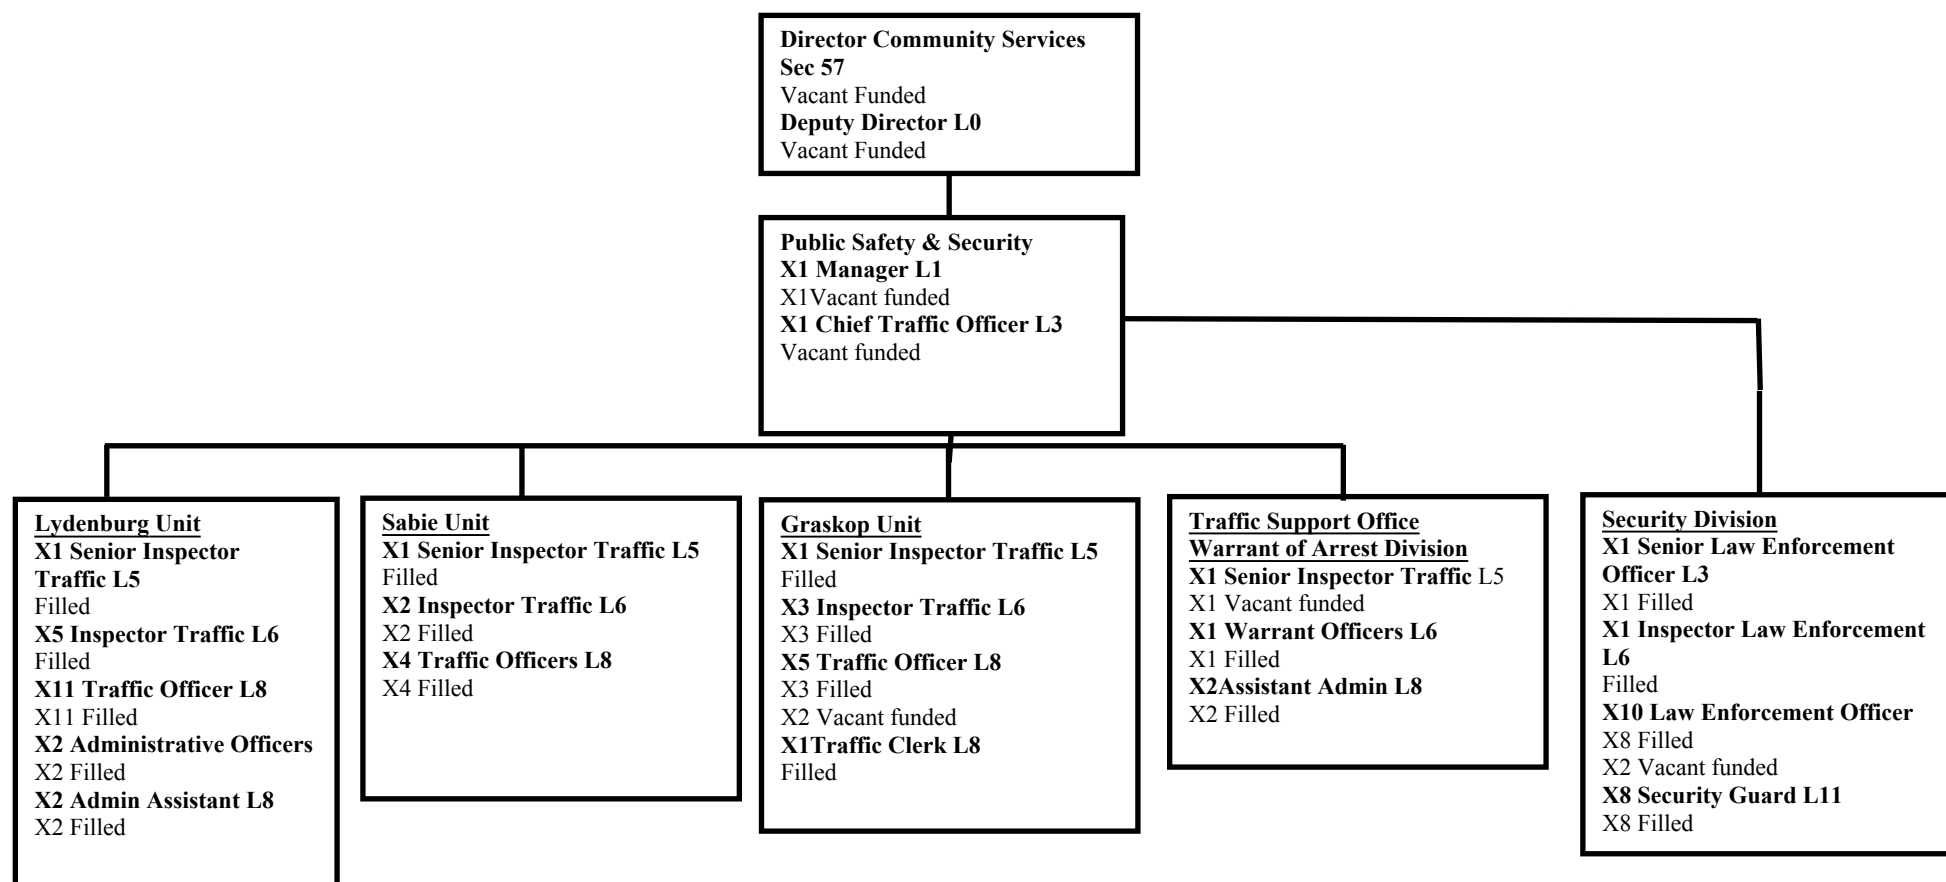 Director Community Services
Sec 57
Vacant Funded
Deputy Director L0
Vacant Funded
Public Safety & Security
X1 Manager L1
X1Vacant funded
X1 Chief Traffic Officer L3
Vacant funded
Lydenburg Unit
X1 Senior Inspector
Traffic L5
Filled
X5 Inspector Traffic L6
Filled
X11 Traffic Officer L8
X11 Filled
X2 Administrative Officers
X2 Filled
X2 Admin Assistant L8
X2 Filled
Sabie Unit
X1 Senior Inspector Traffic L5
Filled
X2 Inspector Traffic L6
X2 Filled
X4 Traffic Officers L8
X4 Filled
Graskop Unit
X1 Senior Inspector Traffic L5
Filled
X3 Inspector Traffic L6
X3 Filled
X5 Traffic Officer L8
X3 Filled
X2 Vacant funded
X1Traffic Clerk L8
Filled
Traffic Support Office
Warrant of Arrest Division
X1 Senior Inspector Traffic L5
X1 Vacant funded
X1 Warrant Officers L6
X1 Filled
X2Assistant Admin L8
X2 Filled
Security Division
X1 Senior Law Enforcement
Officer L3
X1 Filled
X1 Inspector Law Enforcement
L6
Filled
X10 Law Enforcement Officer
X8 Filled
X2 Vacant funded
X8 Security Guard L11
X8 Filled